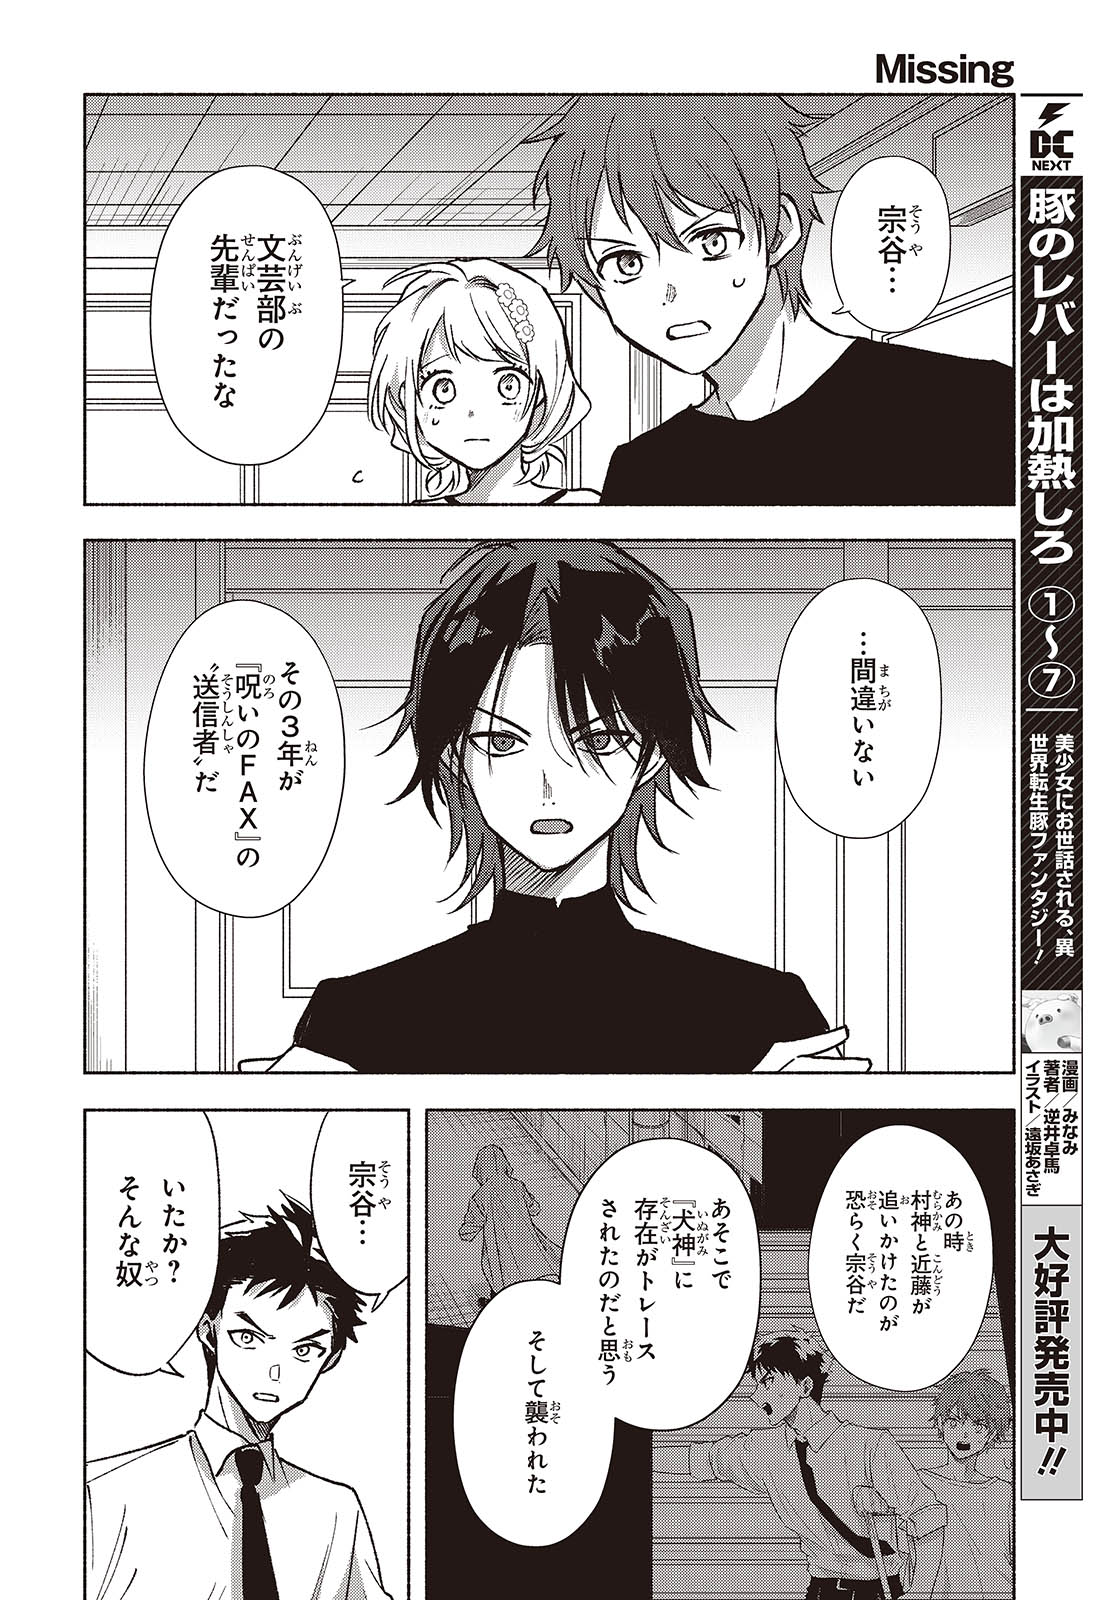 Missing
宗谷…
文芸部の
先輩だったな
…間違いない
その３年が
『呪いのＦＡＸ』の
〝送信者〟だ
あの時
村神と近藤が
追いかけたのが
恐らく宗谷だ
あそこで
『犬神』に
存在がトレース
されたのだと思う
そして襲われた
宗谷…
いたか？
そんな奴
DC
NEXT
豚のレバーは加熱しろ ①～⑦
美少女にお世話される、異
世界転生豚ファンタジー！
漫画／みなみ
著者／逆井卓馬
イラスト／遠坂あさぎ
大好評発売中!!